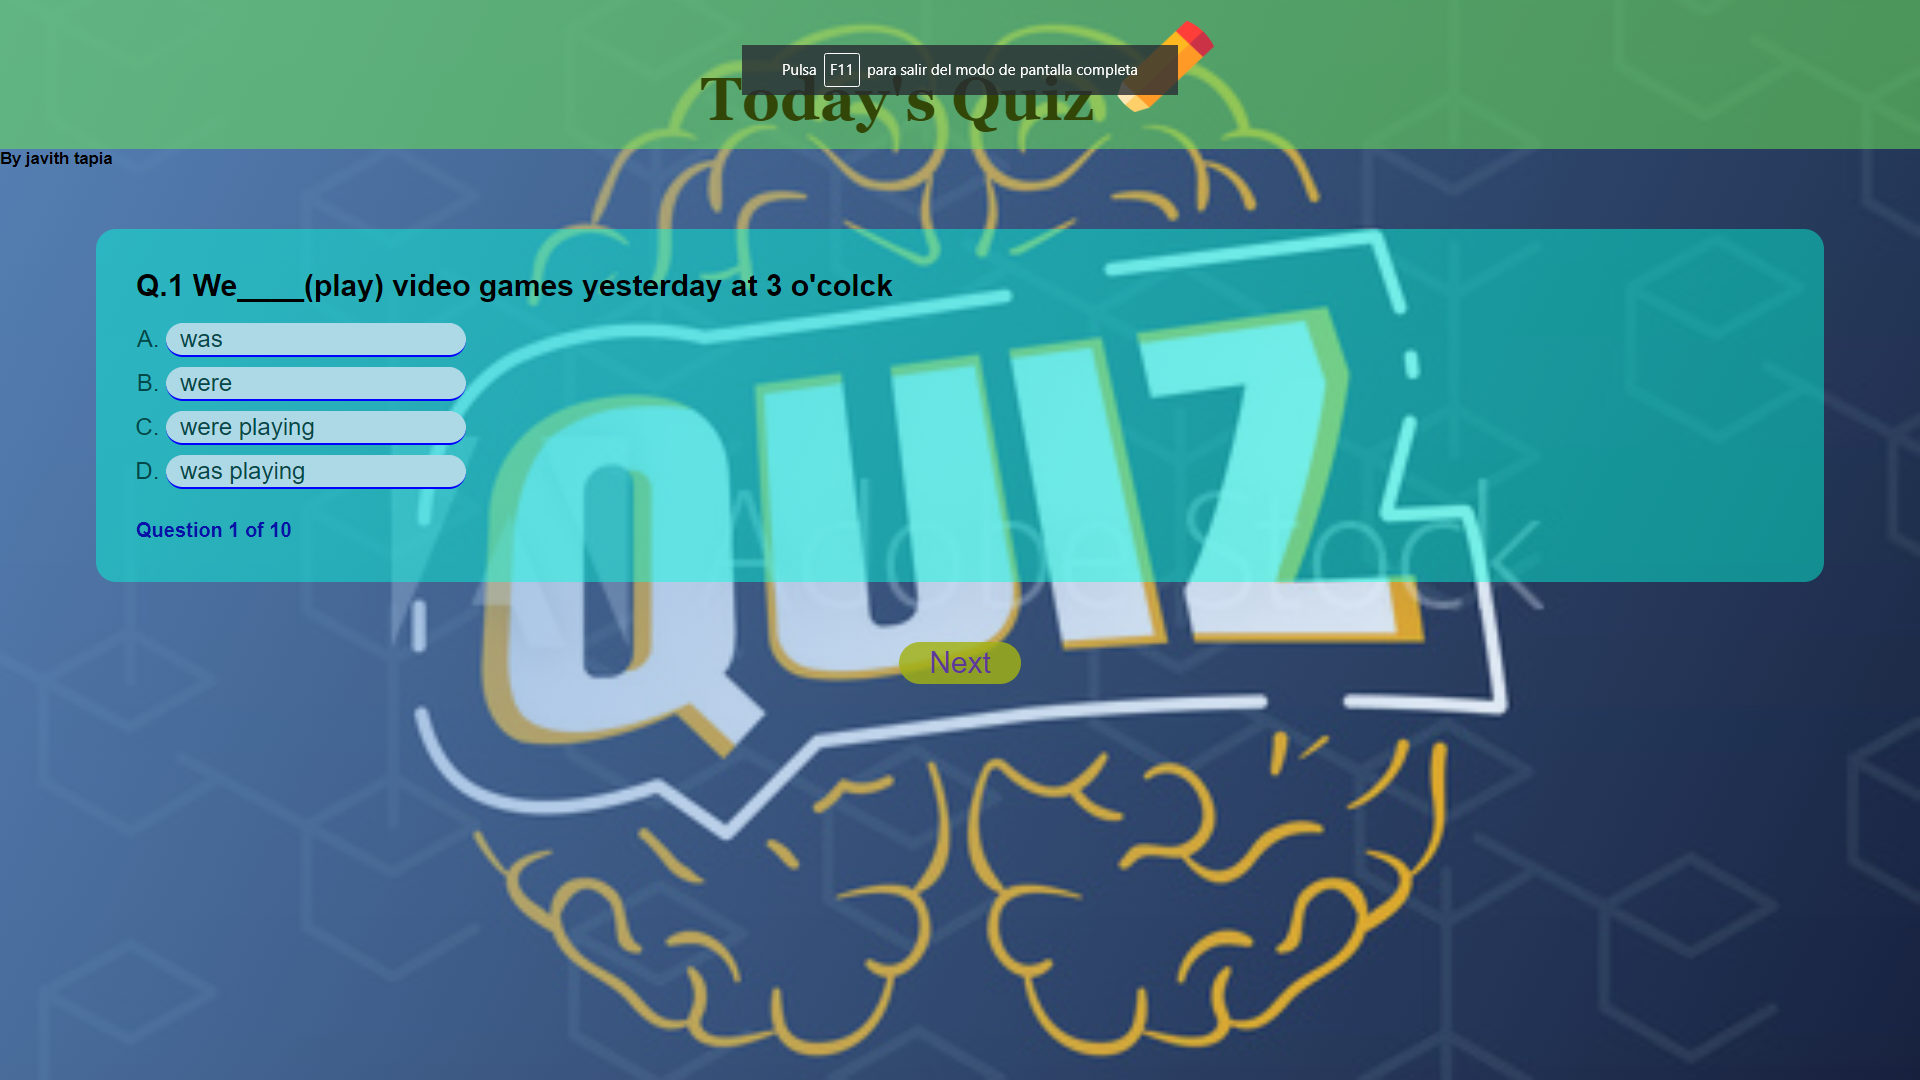 Pulsa F11 para salir del modo de pantalla completa
Today's Quiz
By javith tapia
Q.1 We____(play) video games yesterday at 3 o'colck
A. was
B. were
C. were playing
D. was playing
Question 1 of 10
QUIZ
Adobe Stock
Next